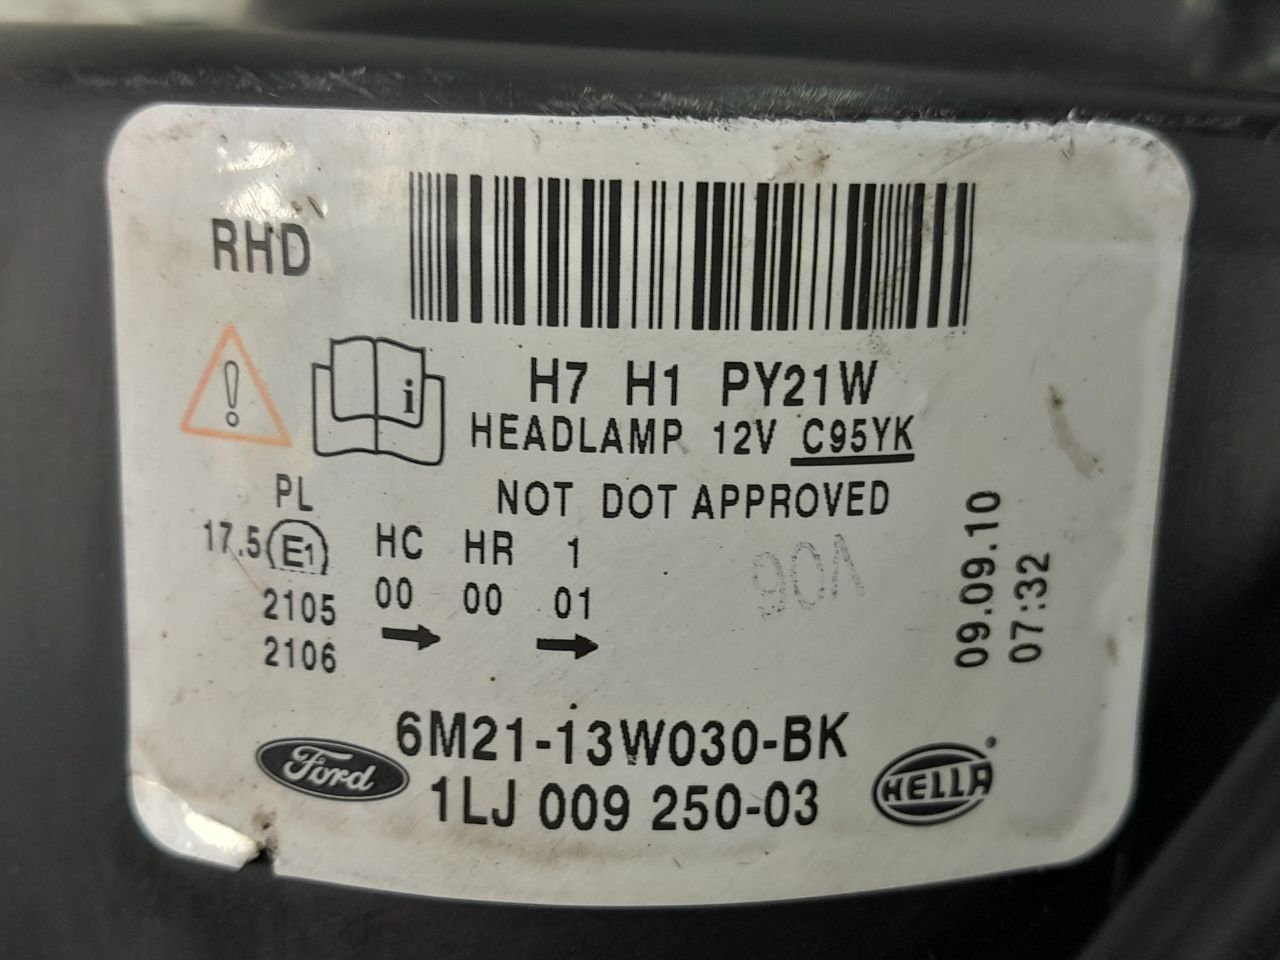 RHD
H7 H1 PY21W
HEADLAMP 12V C95YK
NOT DOT APPROVED
PL
17.5 E1 HC HR 1
2105 00 00 01
2106
09.09.10
07:32
6M21-13W030-BK
Ford
1LJ 009 250-03
HELLA